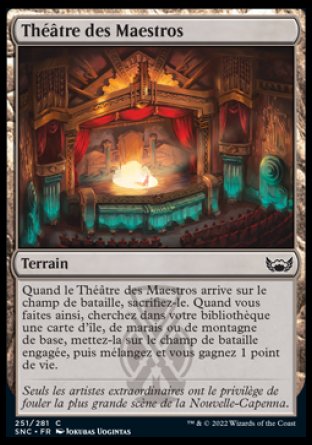 Théâtre des Maestros
Terrain
Quand le Théâtre des Maestros arrive sur le
champ de bataille, sacrifiez-le. Quand vous
faites ainsi, cherchez dans votre bibliothèque
une carte d'île, de marais ou de montagne
de base, mettez-la sur le champ de bataille
engagée, puis mélangez et vous gagnez 1 point
de vie.
Seuls les artistes extraordinaires ont le privilège de
fouler la plus grande scène de la Nouvelle-Capenna.
251/281 C
SNC • FR JOKUBAS UOGINTAS
™ & © 2022 Wizards of the Coast